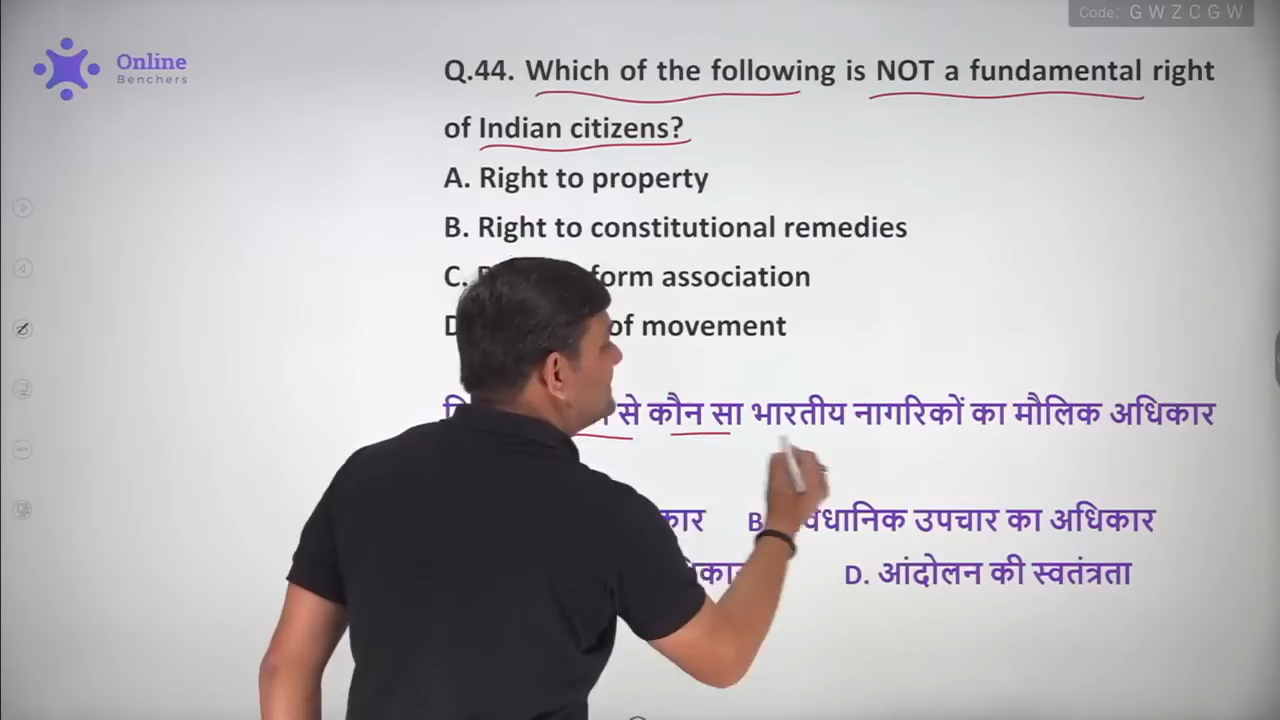 Code: G W Z C G W
Online
Benchers
Q.44. Which of the following is NOT a fundamental right
of Indian citizens?
A. Right to property
B. Right to constitutional remedies
C. form association
D of movement
से कौन सा भारतीय नागरिकों का मौलिक अधिकार
B उपचार का अधिकार
D. आंदोलन की स्वतंत्रता